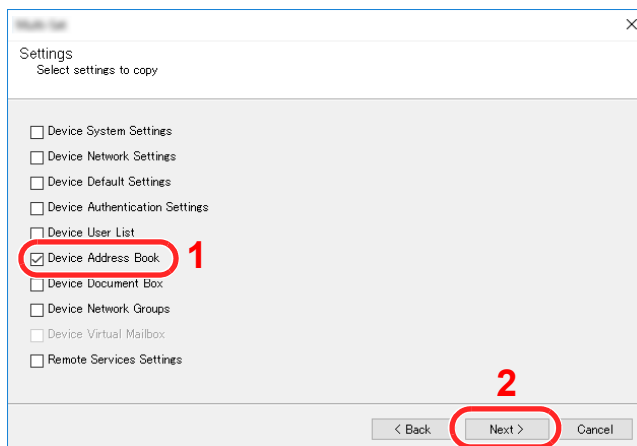 Settings
Select settings to copy
Device System Settings
Device Network Settings
Device Default Settings
Device Authentication Settings
Device User List
Device Address Book 1
Device Document Box
Device Network Groups
Device Virtual Mailbox
Remote Services Settings
2
< Back Next > Cancel